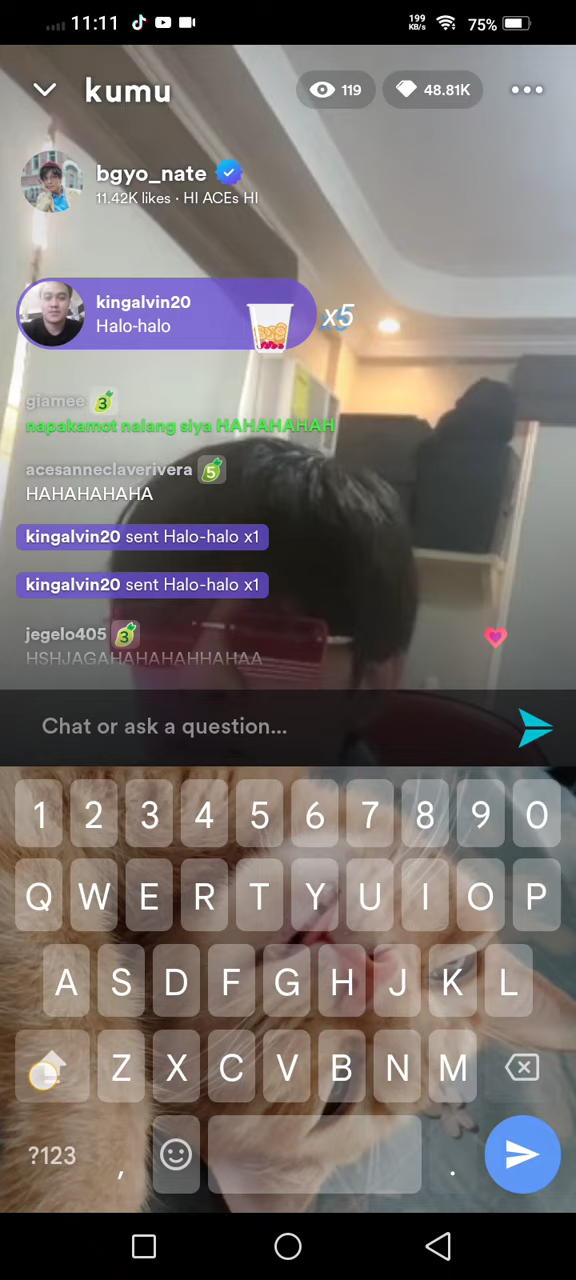 11:11
199
KB/s
75%
kumu
119
48.81K
bgyo_nate
11.42K likes · HI ACEs HI
kingalvin20
Halo-halo
x5
giamee 3
napakamot nalang siya HAHAHAHAH
acesanneclaverivera 5
HAHAHAHAHA
kingalvin20 sent Halo-halo x1
kingalvin20 sent Halo-halo x1
jegelo405 3
HSHJAGAHAHAHAHHAHAA
Chat or ask a question...
1 2 3 4 5 6 7 8 9 0
Q W E R T Y U I O P
A S D F G H J K L
Z X C V B N M
?123 , .